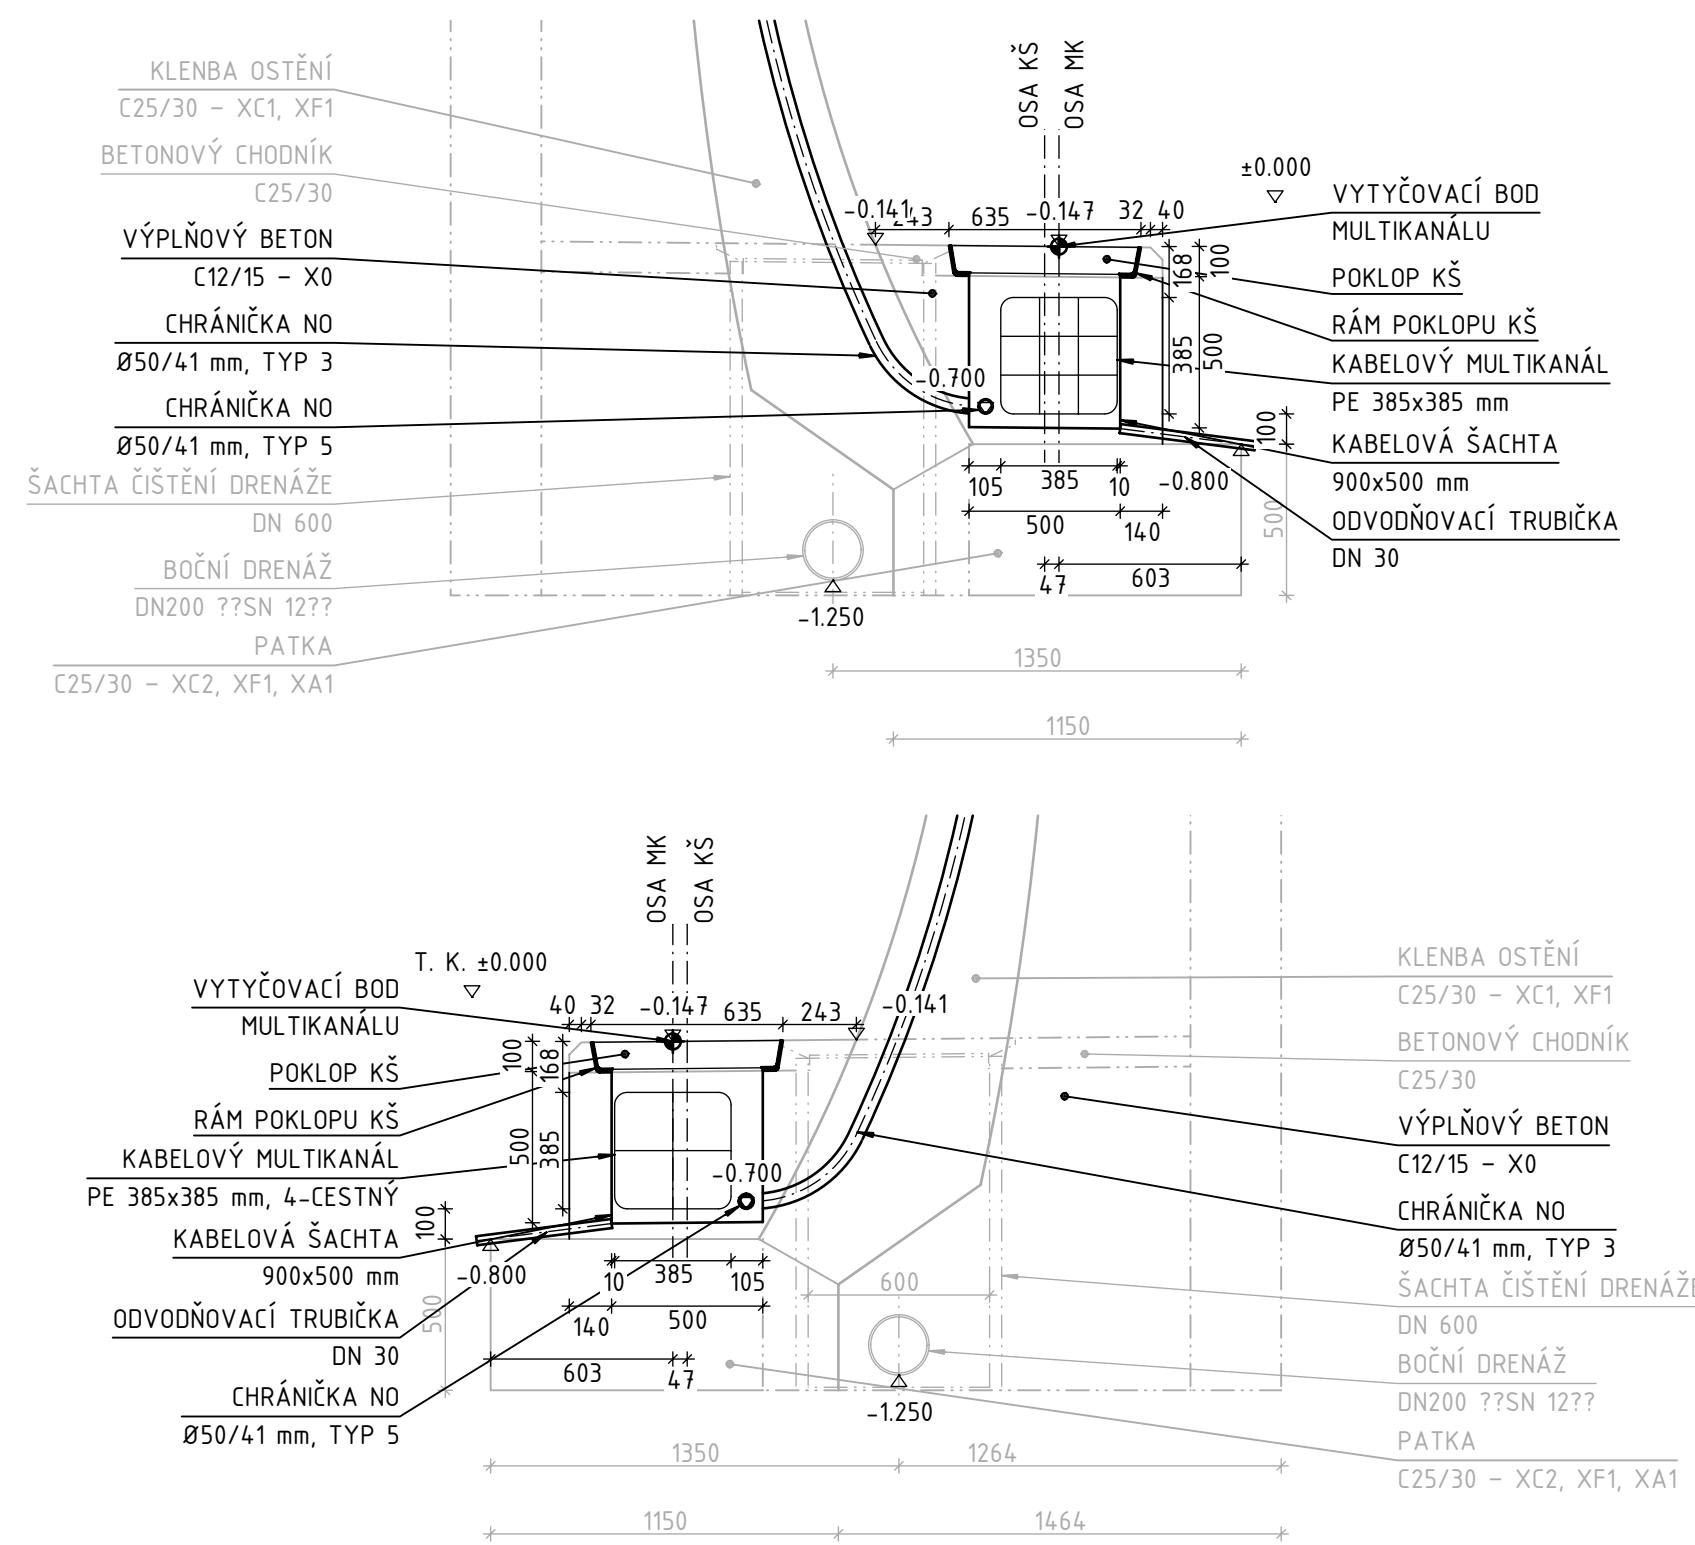 OSA KŠ
OSA MK
KLENBA OSTĚNÍ
C25/30 – XC1, XF1
BETONOVÝ CHODNÍK
C25/30
VÝPLŇOVÝ BETON
C12/15 – X0
CHRÁNIČKA NO
Ø50/41 mm, TYP 3
CHRÁNIČKA NO
Ø50/41 mm, TYP 5
ŠACHTA ČIŠTĚNÍ DRENÁŽE
DN 600
BOČNÍ DRENÁŽ
DN200 ??SN 12??
PATKA
C25/30 – XC2, XF1, XA1
±0.000
-0.141
243
635
-0.147
32
40
168
100
385
500
-0.700
100
105
385
10
-0.800
500
140
500
47
603
-1.250
1350
1150
VYTYČOVACÍ BOD
MULTIKANÁLU
POKLOP KŠ
RÁM POKLOPU KŠ
KABELOVÝ MULTIKANÁL
PE 385x385 mm
KABELOVÁ ŠACHTA
900x500 mm
ODVODŇOVACÍ TRUBIČKA
DN 30
OSA MK
OSA KŠ
T. K. ±0.000
VYTYČOVACÍ BOD
MULTIKANÁLU
POKLOP KŠ
RÁM POKLOPU KŠ
KABELOVÝ MULTIKANÁL
PE 385x385 mm, 4-CESTNÝ
KABELOVÁ ŠACHTA
900x500 mm
ODVODŇOVACÍ TRUBIČKA
DN 30
CHRÁNIČKA NO
Ø50/41 mm, TYP 5
40
32
-0.147
635
243
-0.141
100
168
500
385
-0.700
100
-0.800
10
385
105
600
500
140
500
603
47
-1.250
1350
1264
1150
1464
KLENBA OSTĚNÍ
C25/30 – XC1, XF1
BETONOVÝ CHODNÍK
C25/30
VÝPLŇOVÝ BETON
C12/15 – X0
CHRÁNIČKA NO
Ø50/41 mm, TYP 3
ŠACHTA ČIŠTĚNÍ DRENÁŽE
DN 600
BOČNÍ DRENÁŽ
DN200 ??SN 12??
PATKA
C25/30 – XC2, XF1, XA1